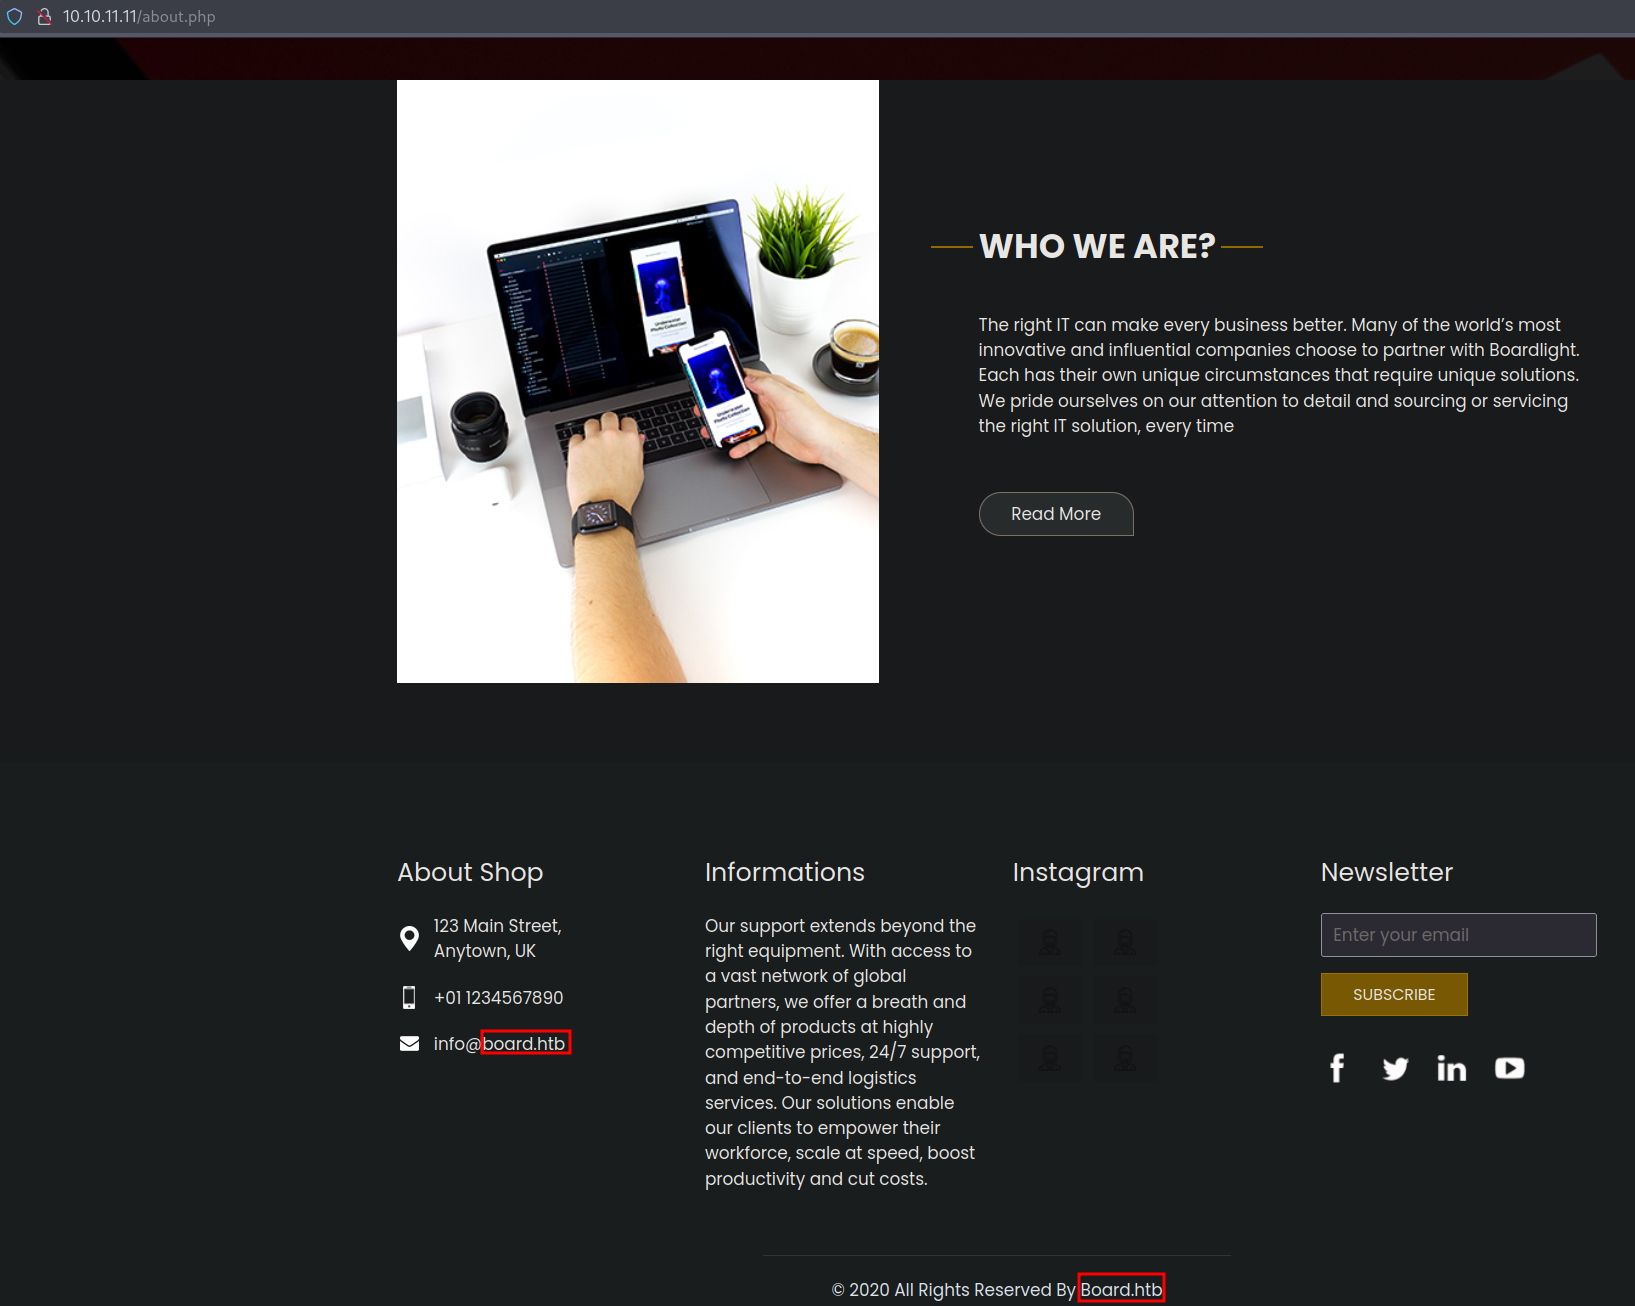 10.10.11.11/about.php
WHO WE ARE?
The right IT can make every business better. Many of the world’s most
innovative and influential companies choose to partner with Boardlight.
Each has their own unique circumstances that require unique solutions.
We pride ourselves on our attention to detail and sourcing or servicing
the right IT solution, every time
Read More
About Shop
123 Main Street,
Anytown, UK
+01 1234567890
info@board.htb
Informations
Our support extends beyond the
right equipment. With access to
a vast network of global
partners, we offer a breath and
depth of products at highly
competitive prices, 24/7 support,
and end-to-end logistics
services. Our solutions enable
our clients to empower their
workforce, scale at speed, boost
productivity and cut costs.
Instagram
Newsletter
Enter your email
SUBSCRIBE
© 2020 All Rights Reserved By Board.htb